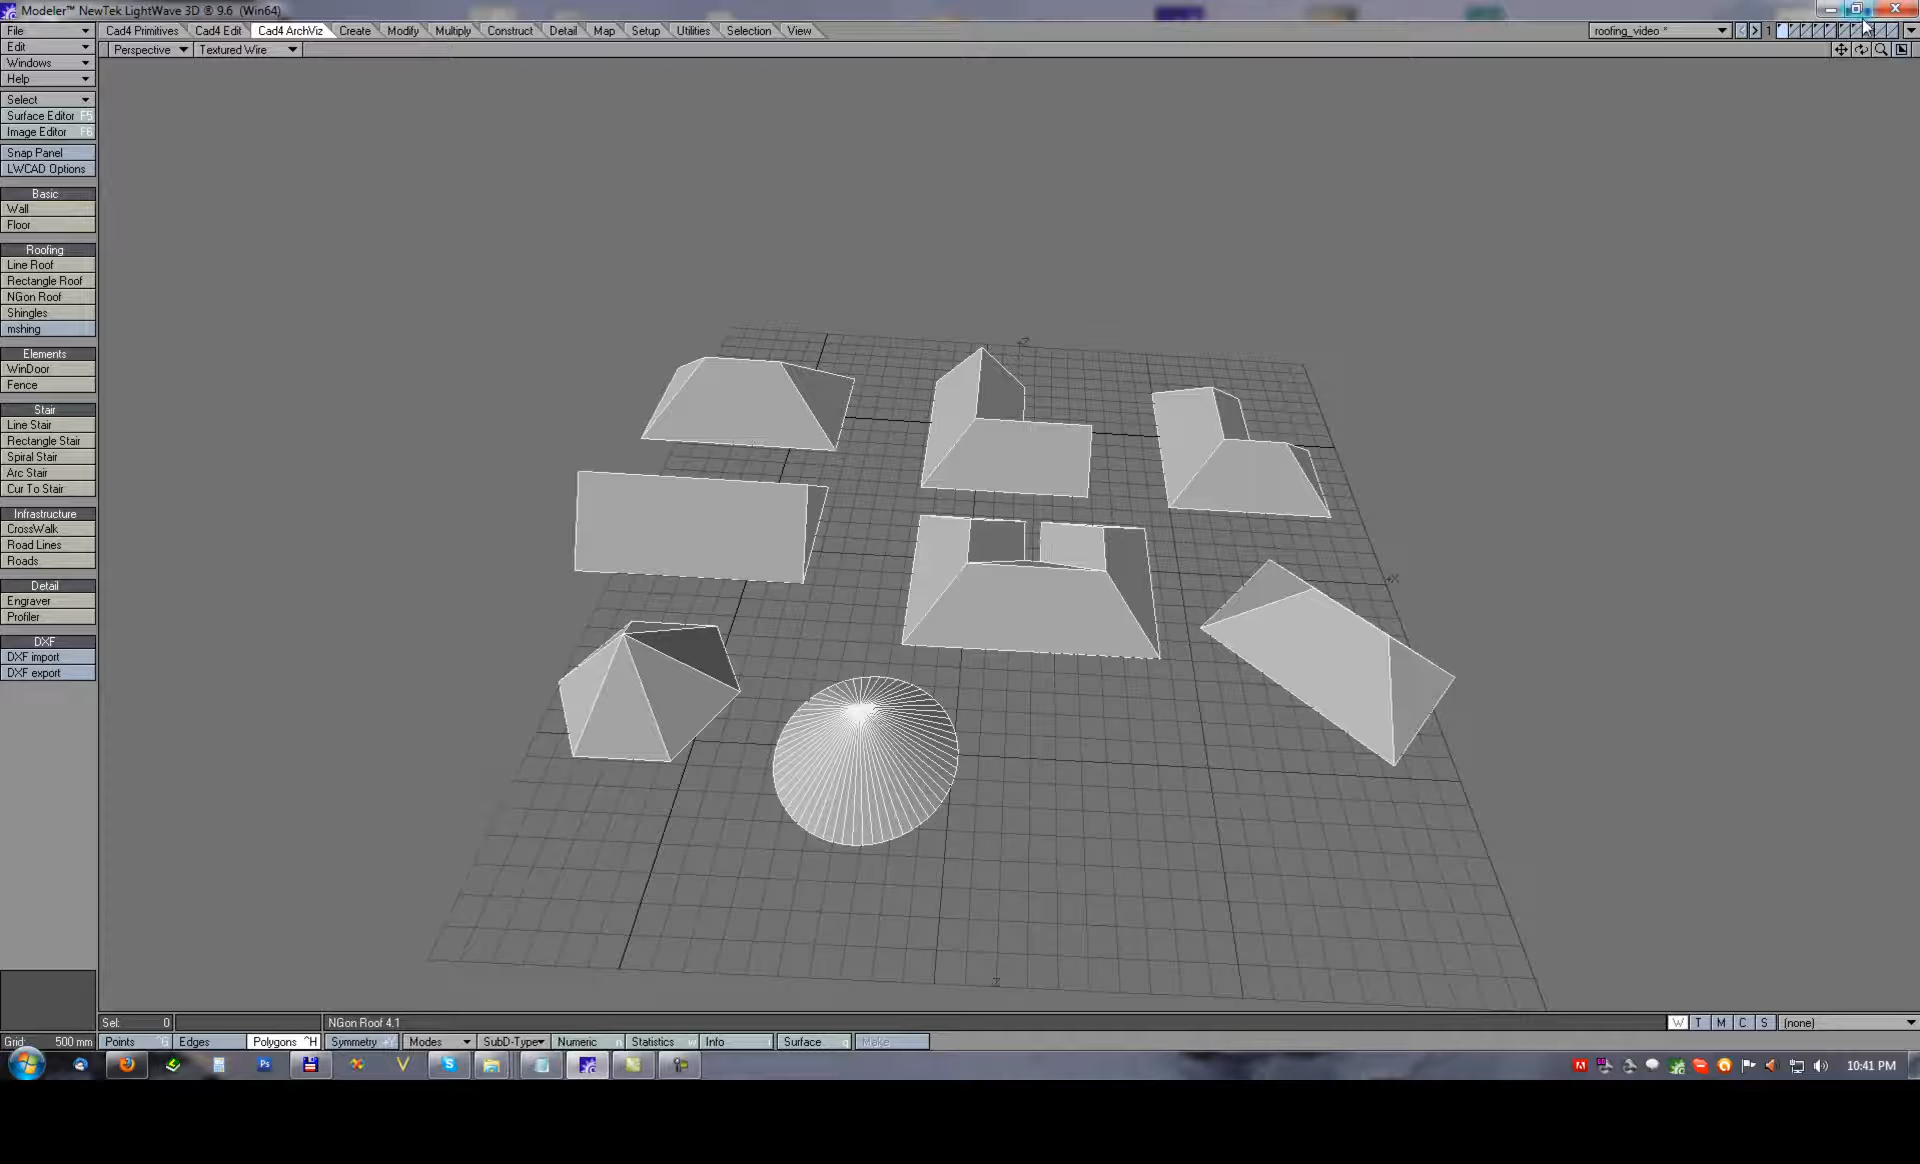 Modeler™ NewTek LightWave 3D ® 9.6 (Win64)
File
Cad4 Primitives Cad4 Edit Cad4 ArchViz Create Modify Multiply Construct Detail Map Setup Utilities Selection View
roofing_video * < > 1
Edit
Perspective Textured Wire
Windows
Help
Select
Surface Editor F5
Image Editor F6
Snap Panel
LWCAD Options
Basic
Wall
Floor
Roofing
Line Roof
Rectangle Roof
NGon Roof
Shingles
mshing
Elements
WinDoor
Fence
Stair
Line Stair
Rectangle Stair
Spiral Stair
Arc Stair
Cur To Stair
Infrastructure
CrossWalk
Road Lines
Roads
Detail
Engraver
Profiler
DXF
DXF import
DXF export
+X
Sel: 0 NGon Roof 4.1 W T M C S (none)
Grid: 500 mm Points ^G Edges Polygons ^H Symmetry +Y Modes SubD-Type Numeric n Statistics w Info i Surface q Make
Ps S 10:41 PM